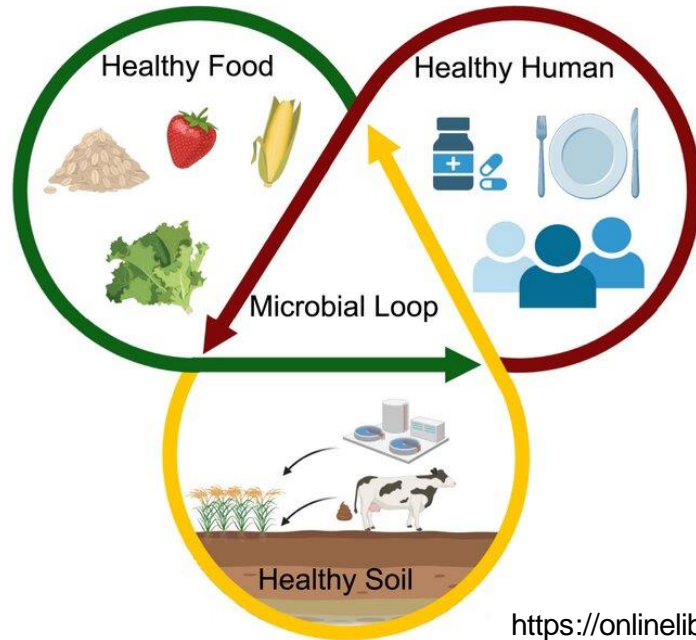 Healthy Food
Healthy Human
Microbial Loop
Healthy Soil
https://onlinelib